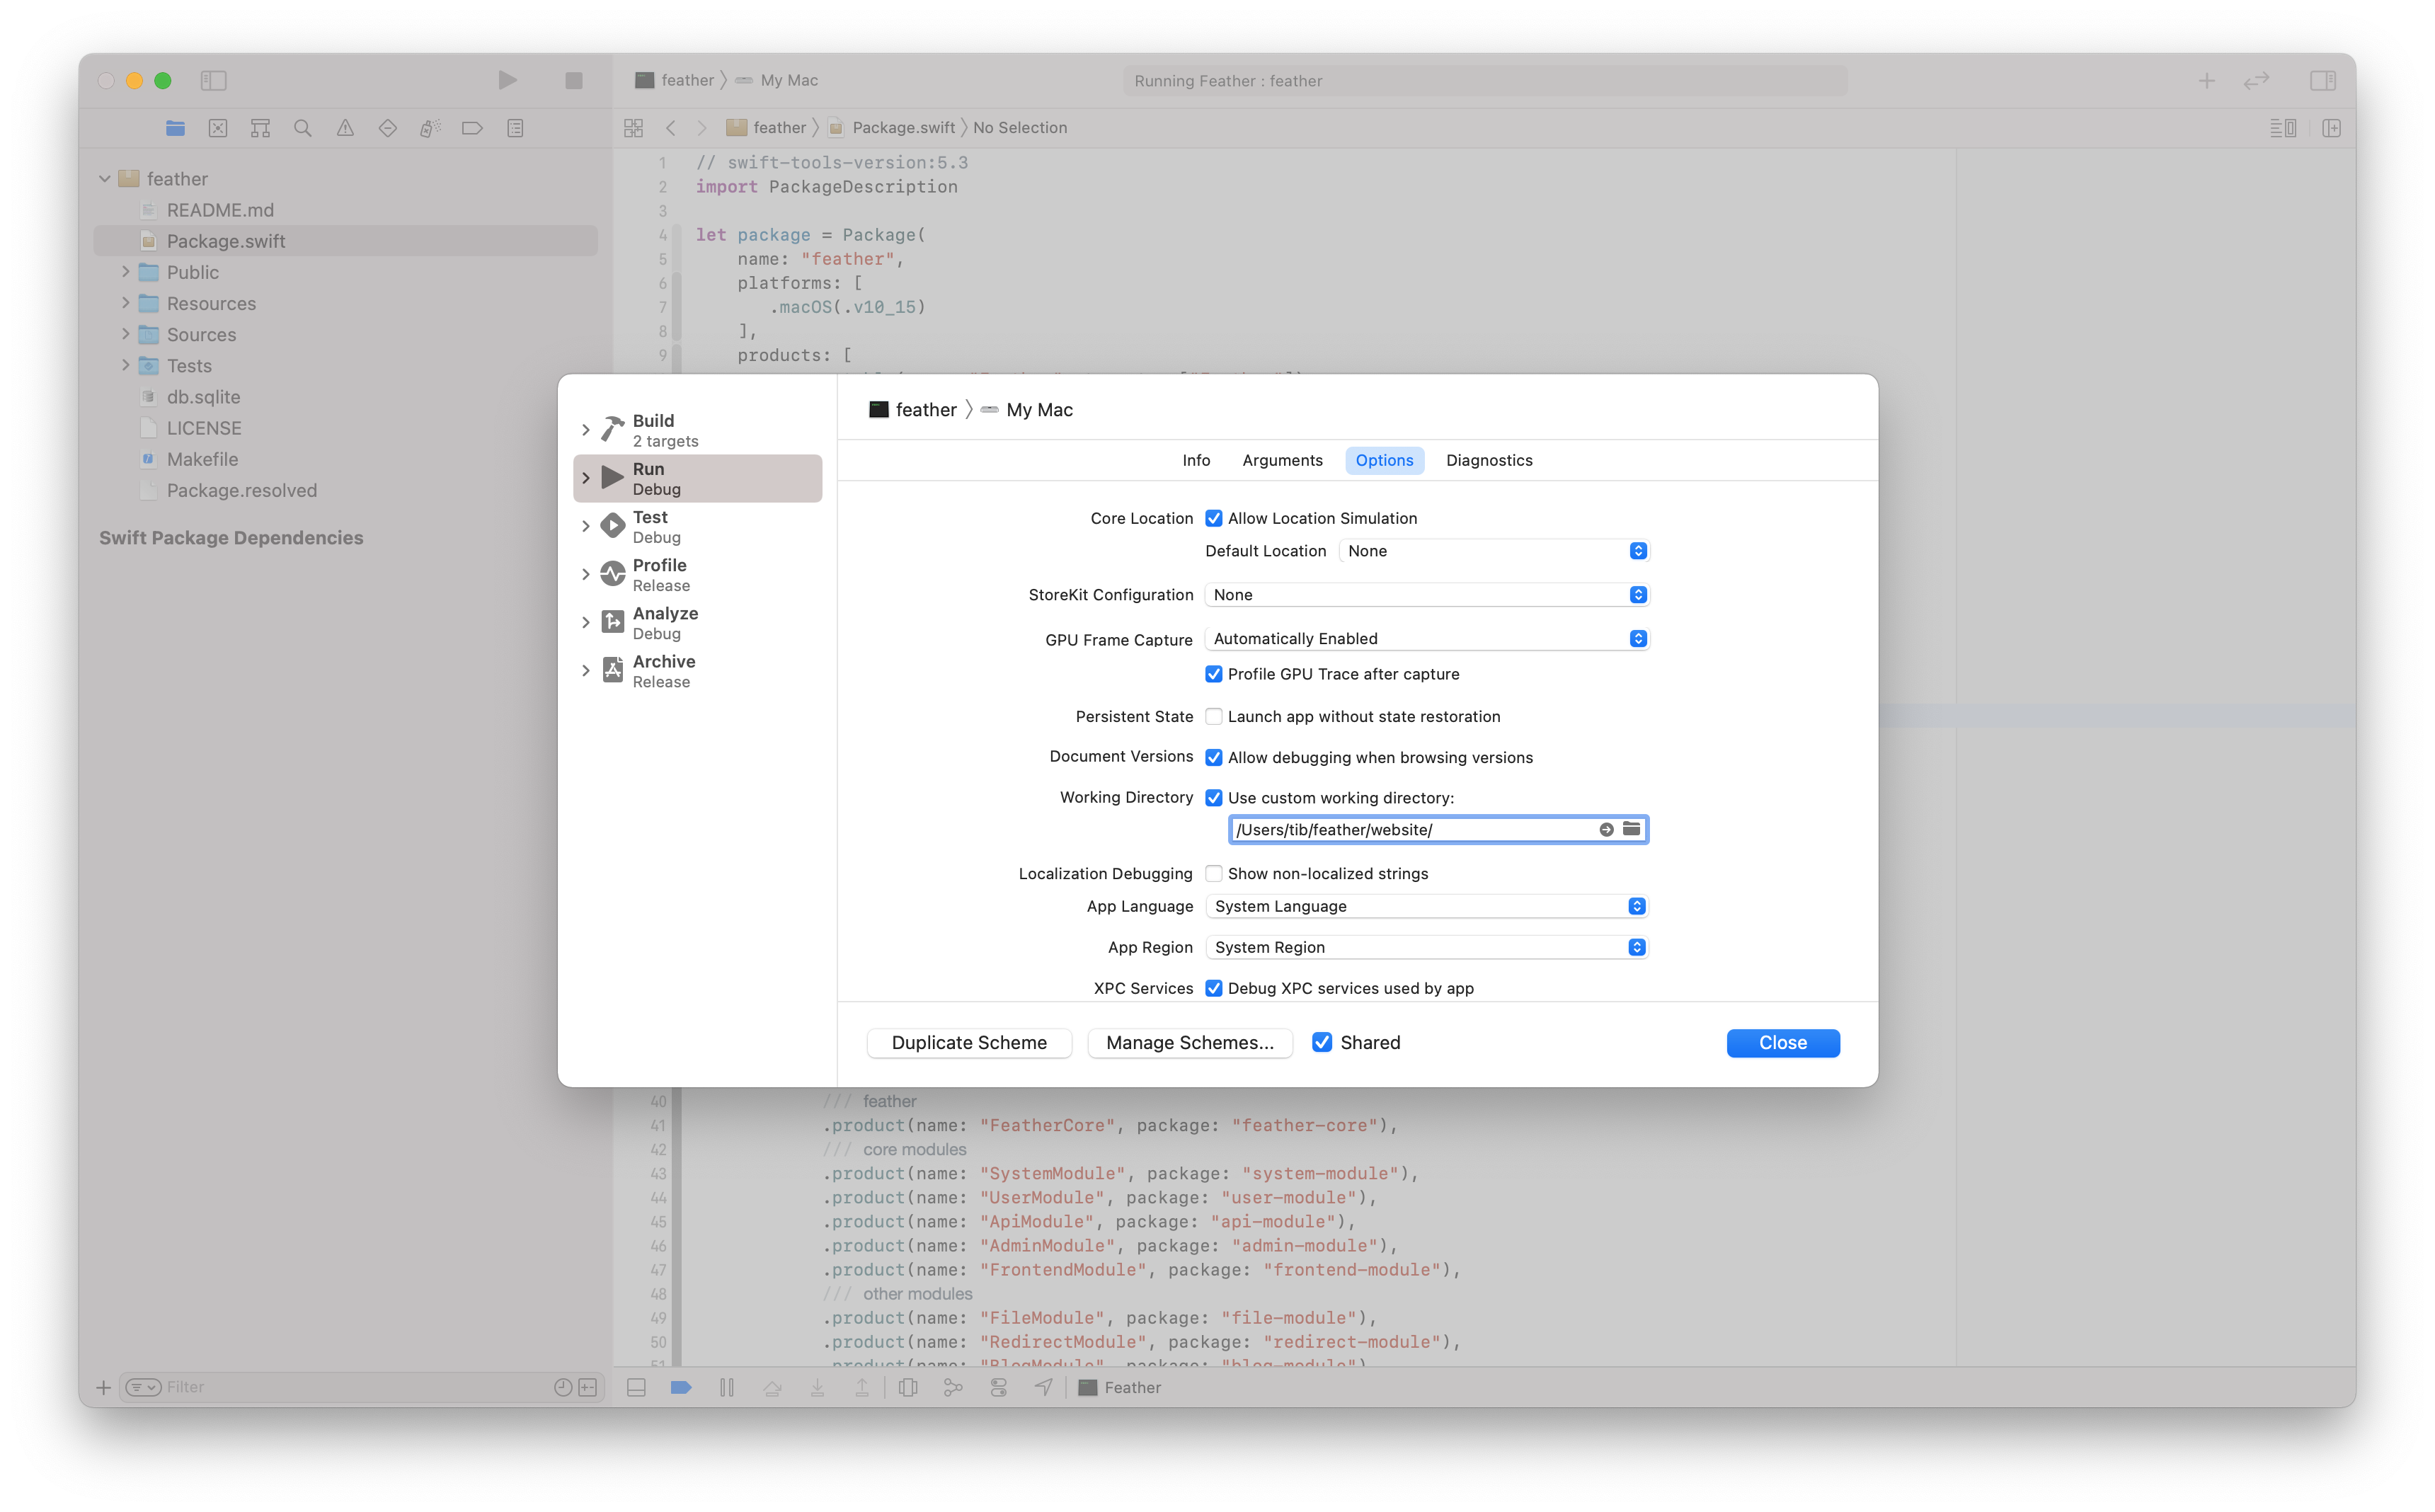 feather 〉 My Mac
Running Feather : feather
feather 〉 Package.swift 〉 No Selection
feather
README.md
Package.swift
Public
Resources
Sources
Tests
db.sqlite
LICENSE
Makefile
Package.resolved
Swift Package Dependencies
Filter
1 // swift-tools-version:5.3
2 import PackageDescription
3
4 let package = Package(
5 name: "feather",
6 platforms: [
7 .macOS(.v10_15)
8 ],
9 products: [
Build
2 targets
Run
Debug
Test
Debug
Profile
Release
Analyze
Debug
Archive
Release
feather 〉 My Mac
Info Arguments Options Diagnostics
Core Location Allow Location Simulation
Default Location None
StoreKit Configuration None
GPU Frame Capture Automatically Enabled
Profile GPU Trace after capture
Persistent State Launch app without state restoration
Document Versions Allow debugging when browsing versions
Working Directory Use custom working directory:
/Users/tib/feather/website/
Localization Debugging Show non-localized strings
App Language System Language
App Region System Region
XPC Services Debug XPC services used by app
Duplicate Scheme Manage Schemes... Shared Close
40 /// feather
41 .product(name: "FeatherCore", package: "feather-core"),
42 /// core modules
43 .product(name: "SystemModule", package: "system-module"),
44 .product(name: "UserModule", package: "user-module"),
45 .product(name: "ApiModule", package: "api-module"),
46 .product(name: "AdminModule", package: "admin-module"),
47 .product(name: "FrontendModule", package: "frontend-module"),
48 /// other modules
49 .product(name: "FileModule", package: "file-module"),
50 .product(name: "RedirectModule", package: "redirect-module"),
51 .product(name: "BlogModule", package: "blog-module"),
Feather